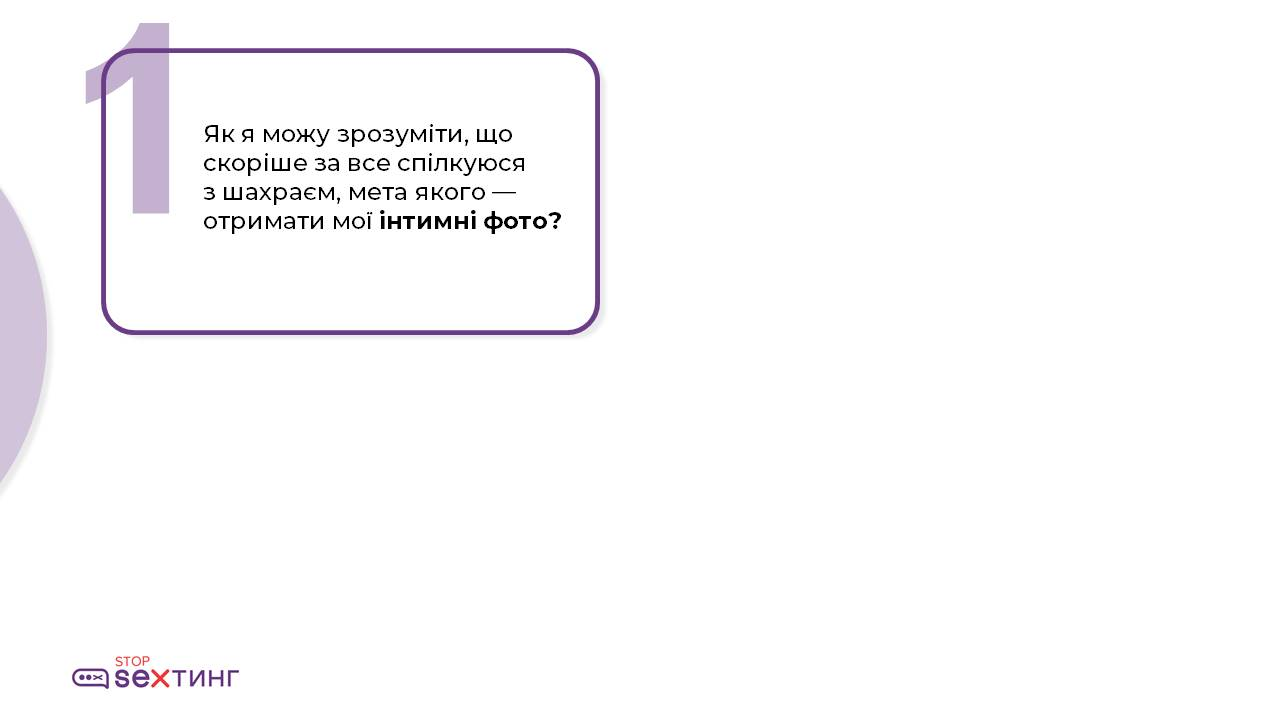 1
Як я можу зрозуміти, що
скоріше за все спілкуюся
з шахраєм, мета якого —
отримати мої інтимні фото?
STOP
sexтинг